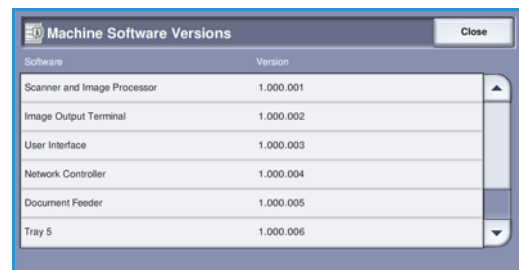 Machine Software Versions Close
Software Version
Scanner and Image Processor 1.000.001
Image Output Terminal 1.000.002
User Interface 1.000.003
Network Controller 1.000.004
Document Feeder 1.000.005
Tray 5 1.000.006